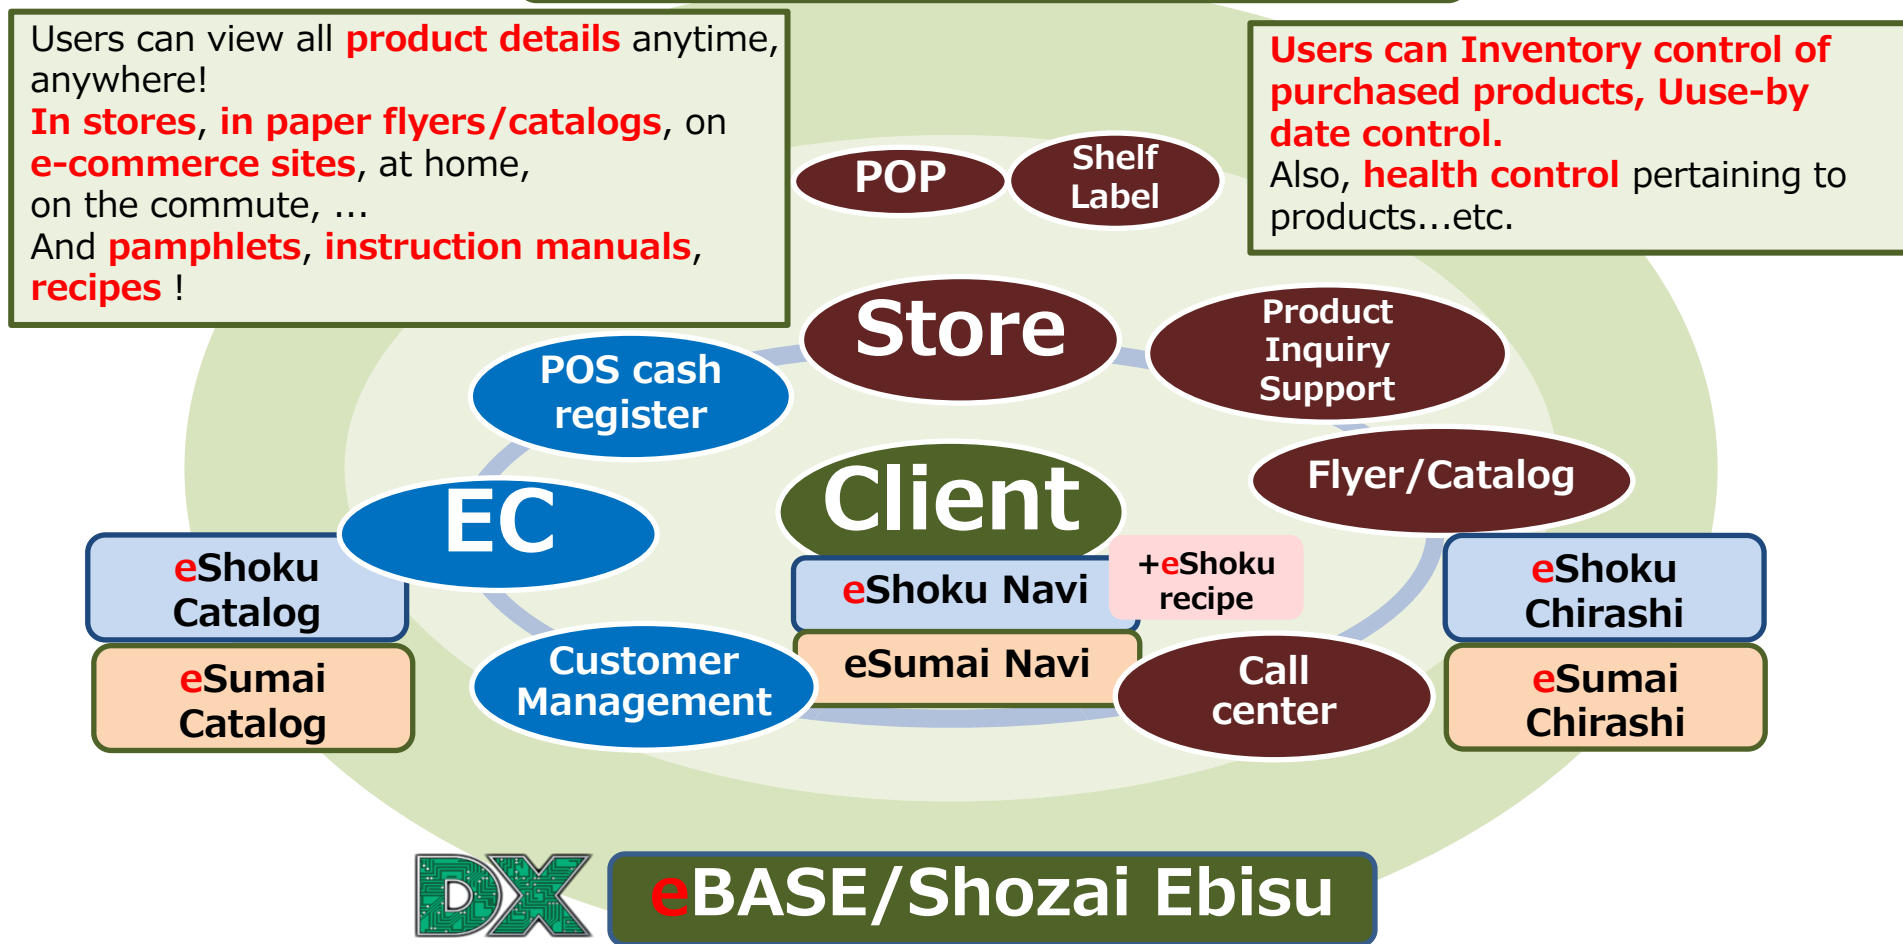 Users can view all product details anytime,
anywhere!
In stores, in paper flyers/catalogs, on
e-commerce sites, at home,
on the commute, ...
And pamphlets, instruction manuals,
recipes !
Users can Inventory control of
purchased products, Uuse-by
date control.
Also, health control pertaining to
products...etc.
POP
Shelf
Label
Store
Product
Inquiry
Support
POS cash
register
Flyer/Catalog
Client
EC
eShoku
Catalog
eSumai
Catalog
eShoku Navi
+eShoku
recipe
eSumai Navi
Customer
Management
Call
center
eShoku
Chirashi
eSumai
Chirashi
DX
eBASE/Shozai Ebisu